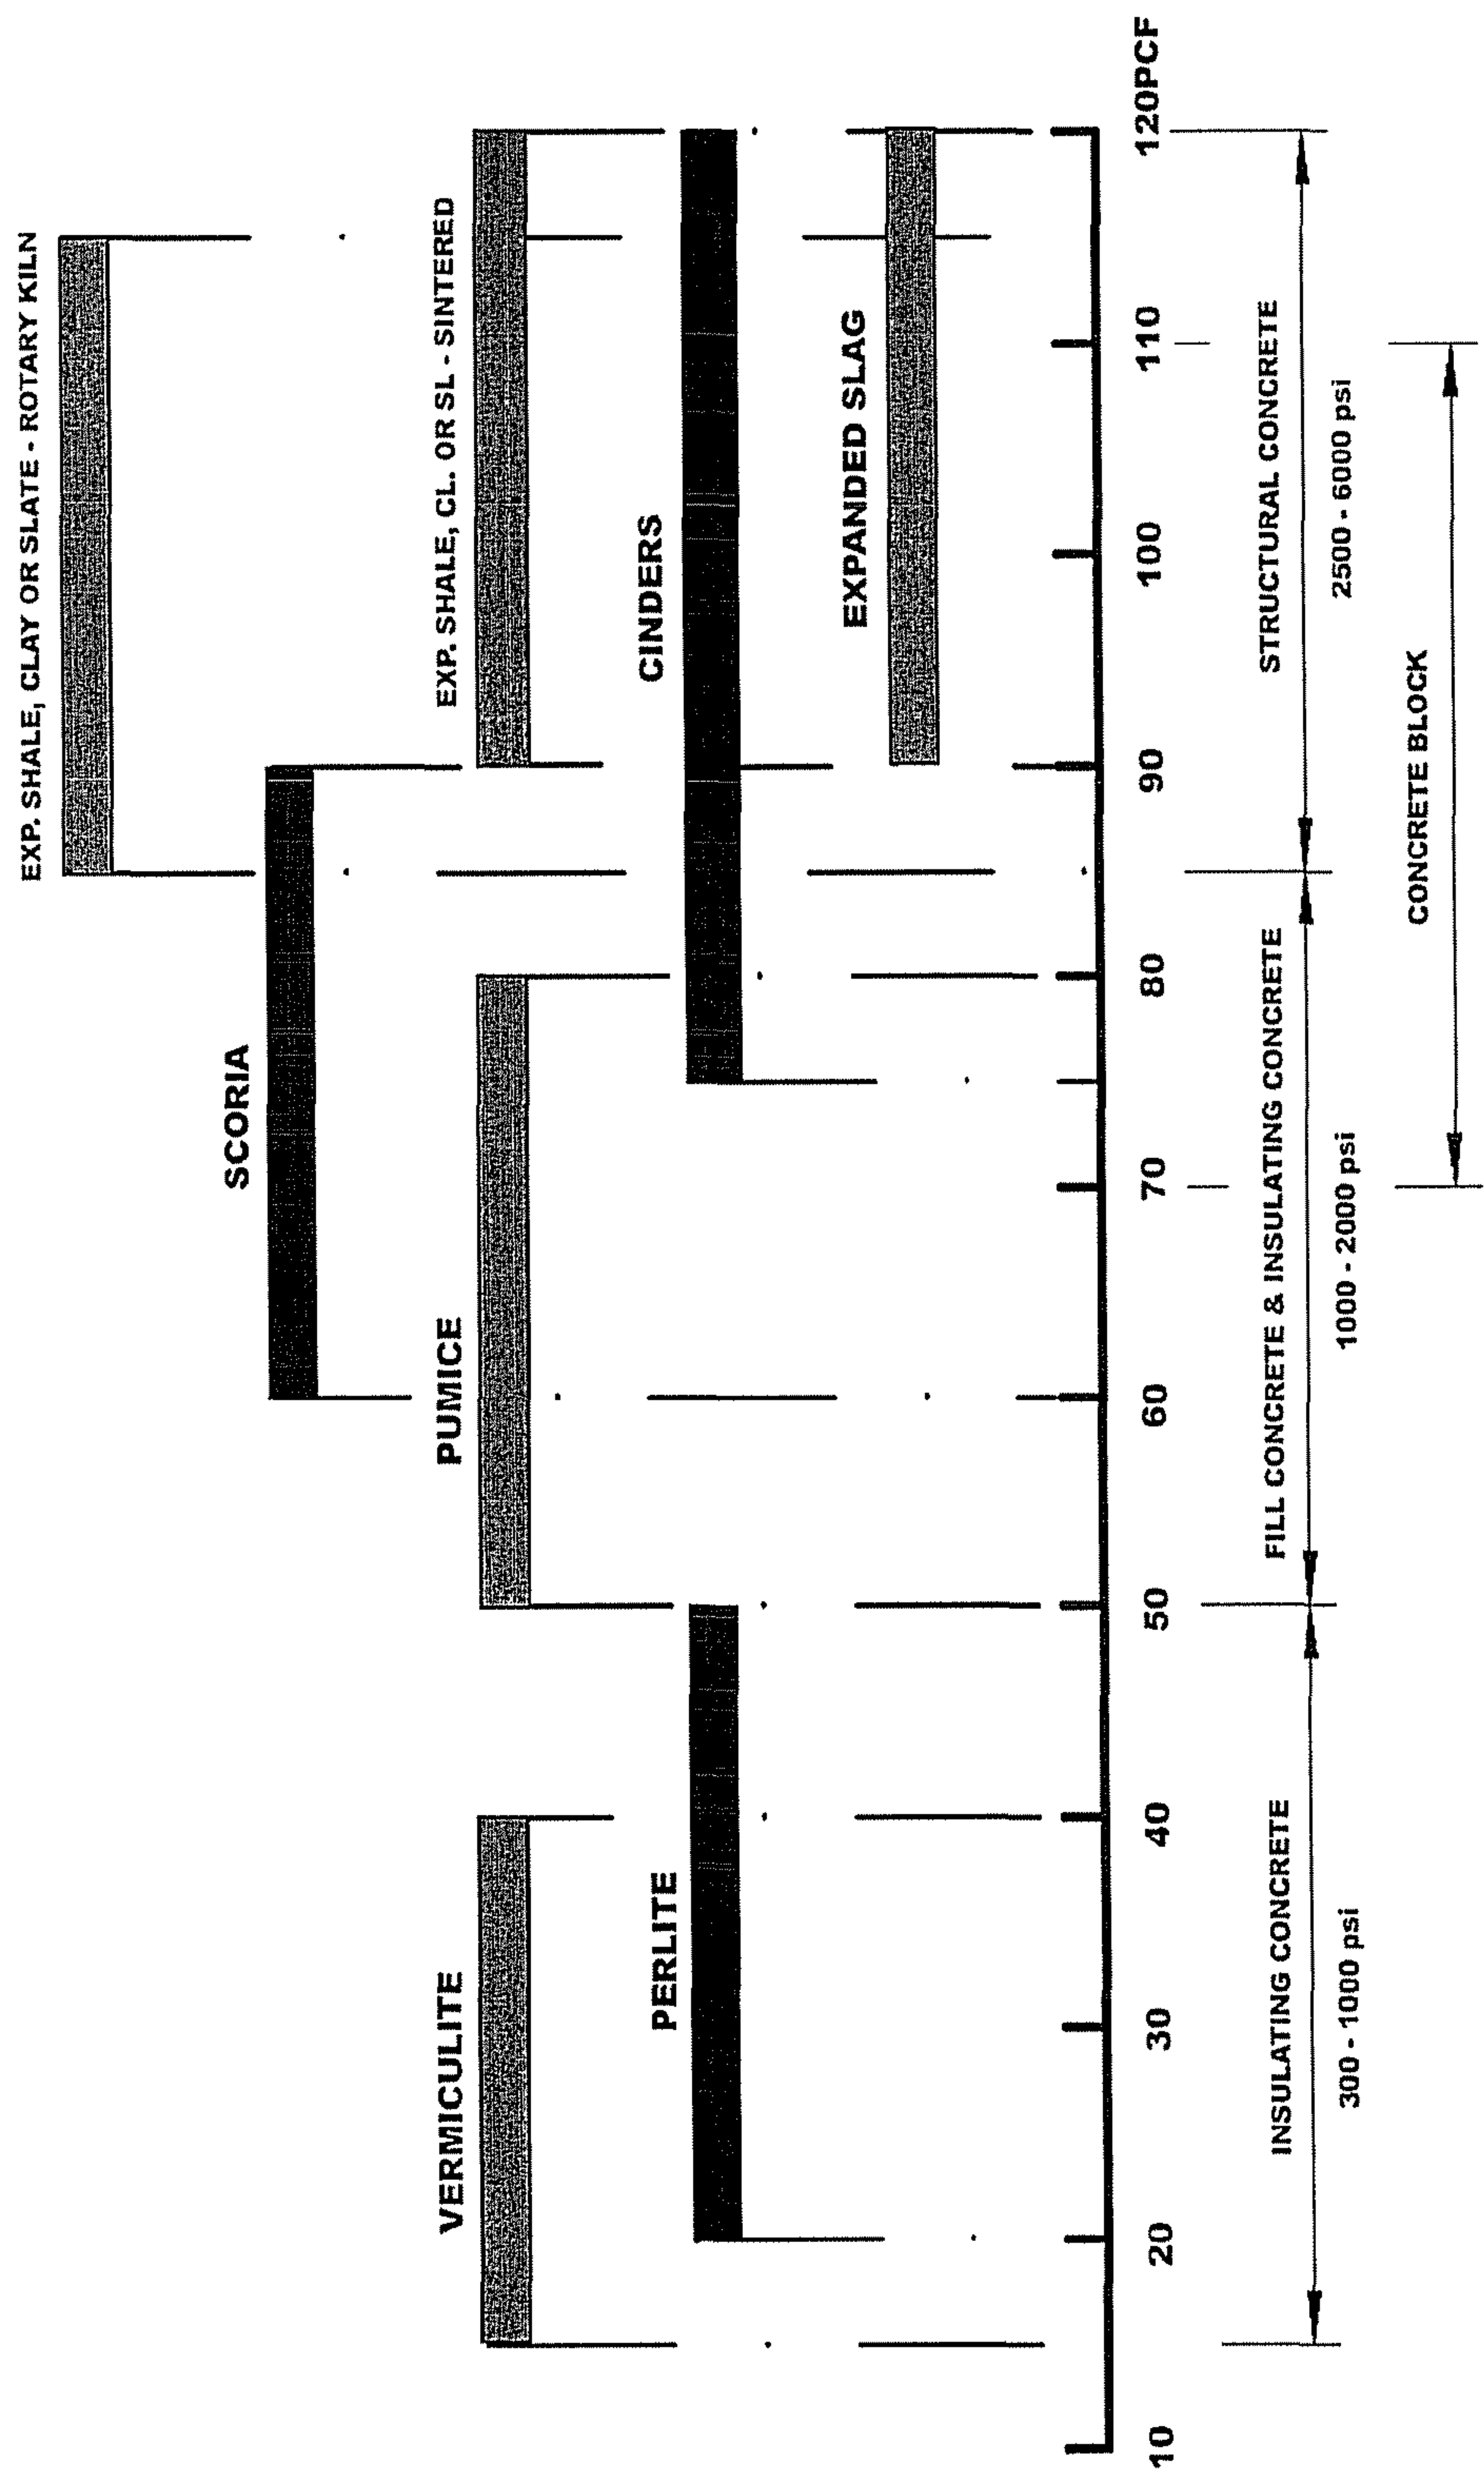 EXP. SHALE, CLAY OR SLATE - ROTARY KILN
SCORIA
VERMICULITE
PUMICE
EXP. SHALE, CL. OR SL - SINTERED
PERLITE
CINDERS
EXPANDED SLAG
10 20 30 40 50 60 70 80 90 100 110 120PCF
INSULATING CONCRETE
FILL CONCRETE & INSULATING CONCRETE
STRUCTURAL CONCRETE
300 - 1000 psi
1000 - 2000 psi
2500 - 6000 psi
CONCRETE BLOCK